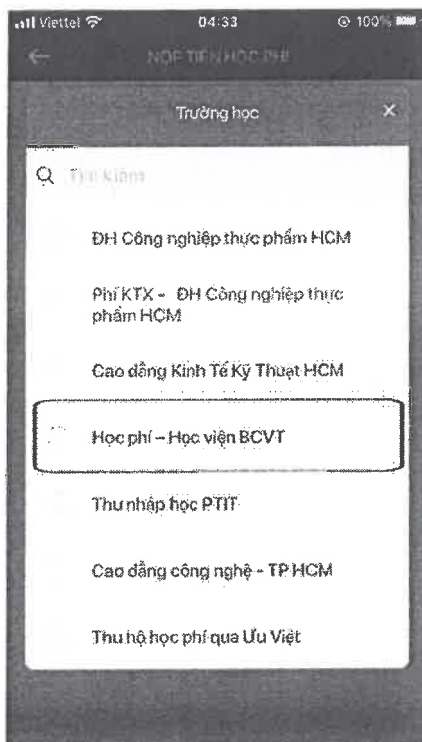 Viettel 04:33 100%
NỘP TIỀN HỌC PHÍ
Trường học ×
Tìm kiếm
ĐH Công nghiệp thực phẩm HCM
Phí KTX - ĐH Công nghiệp thực
phẩm HCM
Cao đẳng Kinh Tế Kỹ Thuật HCM
Học phí – Học viện BCVT
Thu nhập học PTIT
Cao đẳng công nghệ - TP HCM
Thu hộ học phí qua Ưu Việt